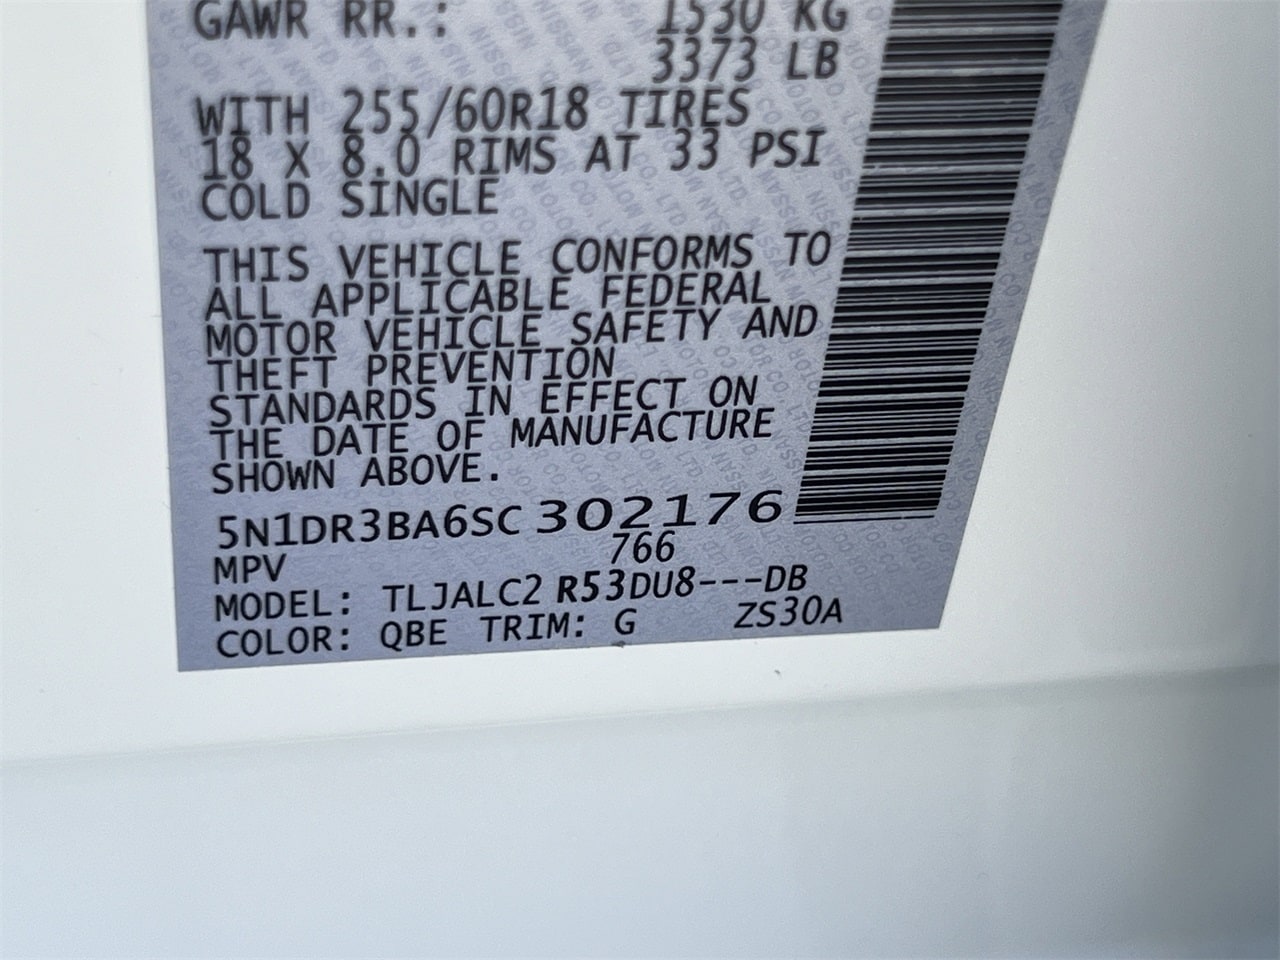 GAWR RR.: 1530 KG
3373 LB
WITH 255/60R18 TIRES
18 X 8.0 RIMS AT 33 PSI
COLD SINGLE
THIS VEHICLE CONFORMS TO
ALL APPLICABLE FEDERAL
MOTOR VEHICLE SAFETY AND
THEFT PREVENTION
STANDARDS IN EFFECT ON
THE DATE OF MANUFACTURE
SHOWN ABOVE.
5N1DR3BA6SC302176
MPV 766
MODEL: TLJALC2 R53DU8---DB
COLOR: QBE TRIM: G ZS30A